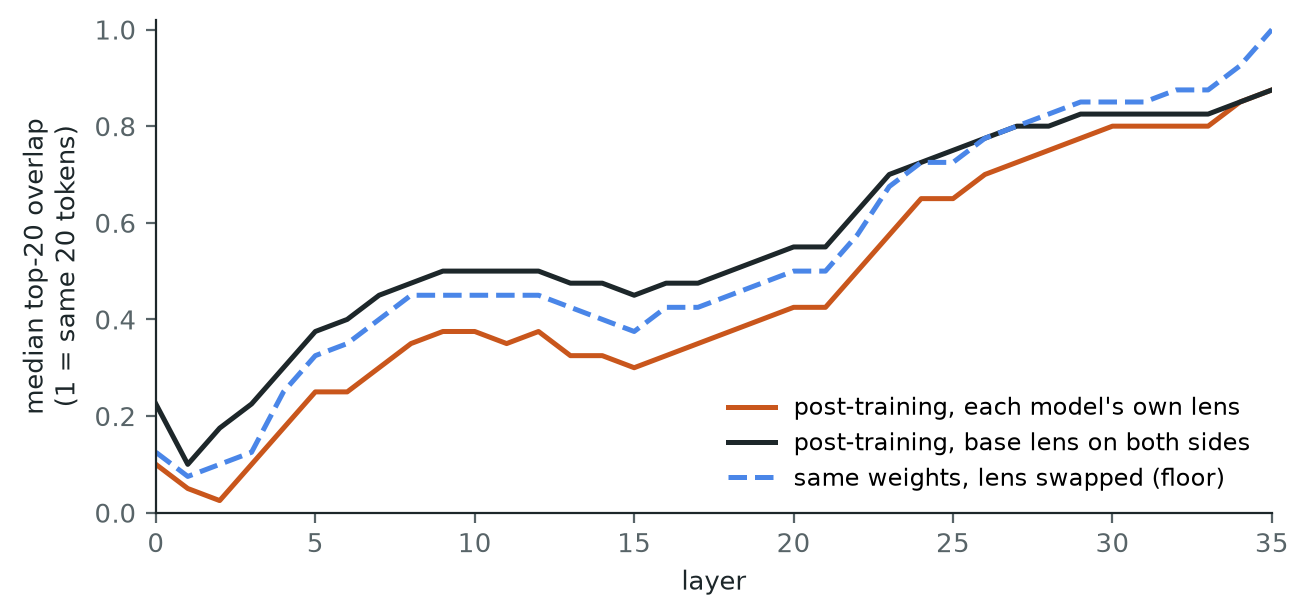 median top-20 overlap
(1 = same 20 tokens)
1.0
0.8
0.6
0.4
0.2
0.0
post-training, each model's own lens
post-training, base lens on both sides
same weights, lens swapped (floor)
0 5 10 15 20 25 30 35
layer